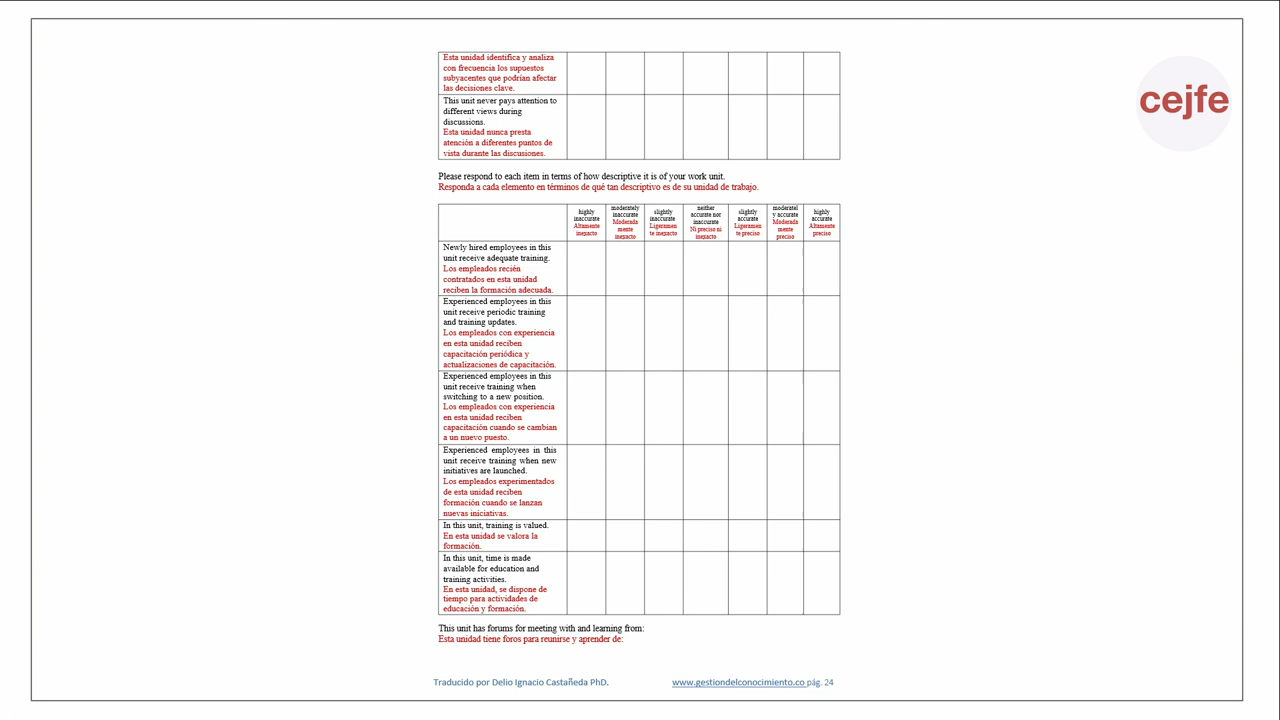 cejfe
Esta unidad identifica y analiza
con frecuencia los supuestos
subyacentes que podrían afectar
las decisiones clave.
This unit never pays attention to
different views during
discussions.
Esta unidad nunca presta
atención a diferentes puntos de
vista durante las discusiones.
Please respond to each item in terms of how descriptive it is of your work unit.
Responda a cada elemento en términos de qué tan descriptivo es de su unidad de trabajo.
highly
inaccurate
Altamente
inexacto
moderately
inaccurate
Moderada
mente
inexacto
slightly
inaccurate
Ligeramen
te inexacto
neither
accurate nor
inaccurate
Ni preciso ni
inexacto
slightly
accurate
Ligeramen
te preciso
moderatel
y accurate
Moderada
mente
preciso
highly
accurate
Altamente
preciso
Newly hired employees in this
unit receive adequate training.
Los empleados recién
contratados en esta unidad
reciben la formación adecuada.
Experienced employees in this
unit receive periodic training
and training updates.
Los empleados con experiencia
en esta unidad reciben
capacitación periódica y
actualizaciones de capacitación.
Experienced employees in this
unit receive training when
switching to a new position.
Los empleados con experiencia
en esta unidad reciben
capacitación cuando se cambian
a un nuevo puesto.
Experienced employees in this
unit receive training when new
initiatives are launched.
Los empleados experimentados
de esta unidad reciben
formación cuando se lanzan
nuevas iniciativas.
In this unit, training is valued.
En esta unidad se valora la
formación.
In this unit, time is made
available for education and
training activities.
En esta unidad, se dispone de
tiempo para actividades de
educación y formación.
This unit has forums for meeting with and learning from:
Esta unidad tiene foros para reunirse y aprender de:
Traducido por Delio Ignacio Castañeda PhD. www.gestiondelconocimiento.co pág. 24